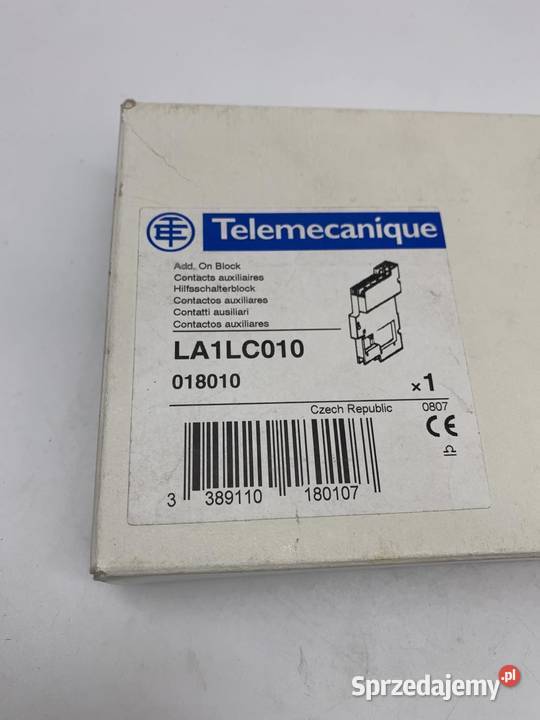 Telemecanique
Add. On Block
Contacts auxiliaires
Hilfsschalterblock
Contactos auxiliares
Contatti ausiliari
Contactos auxiliares
LA1LC010
018010
×1
Czech Republic
0807
CE
3 389110 180107
Sprzedajemy.pl